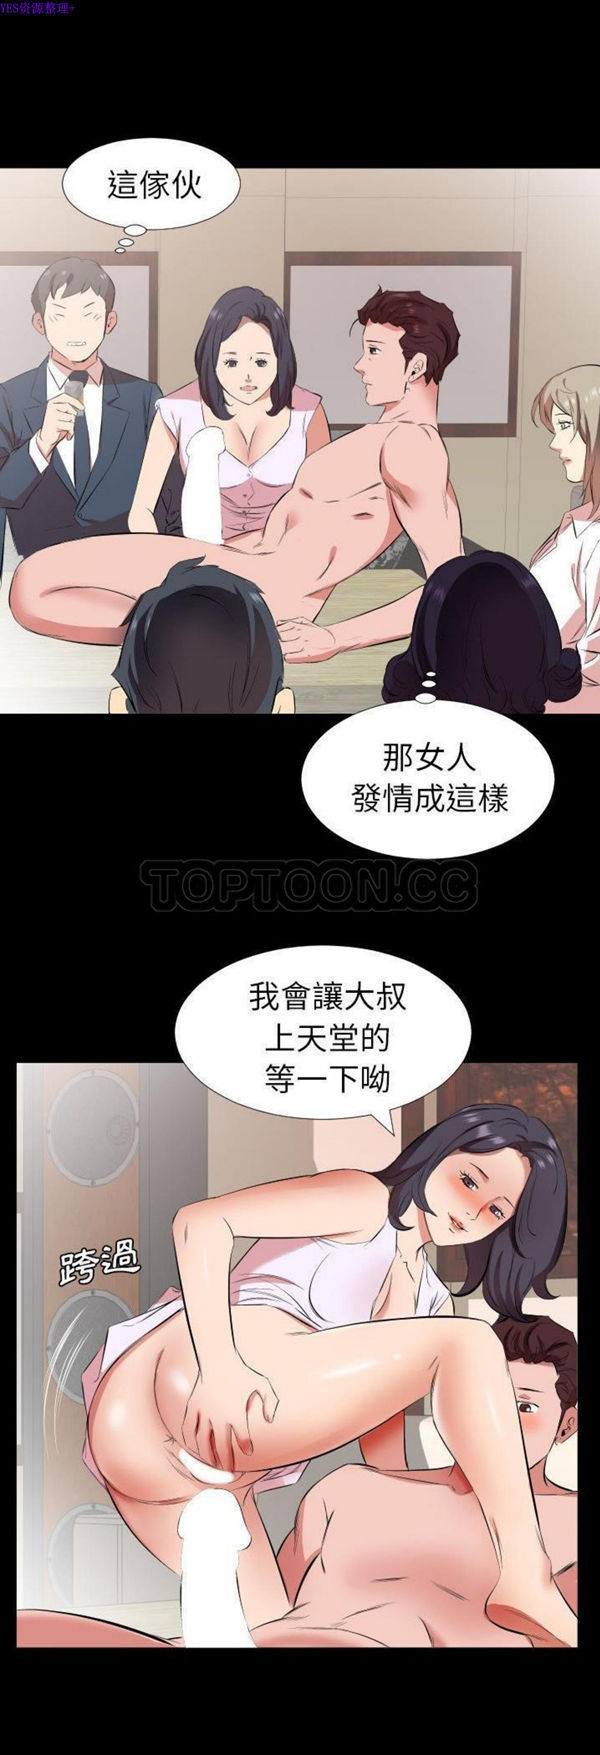 YES资源整理+
這傢伙
那女人
發情成這樣
TOPTOON.CC
我會讓大叔
上天堂的
等一下呦
跨過